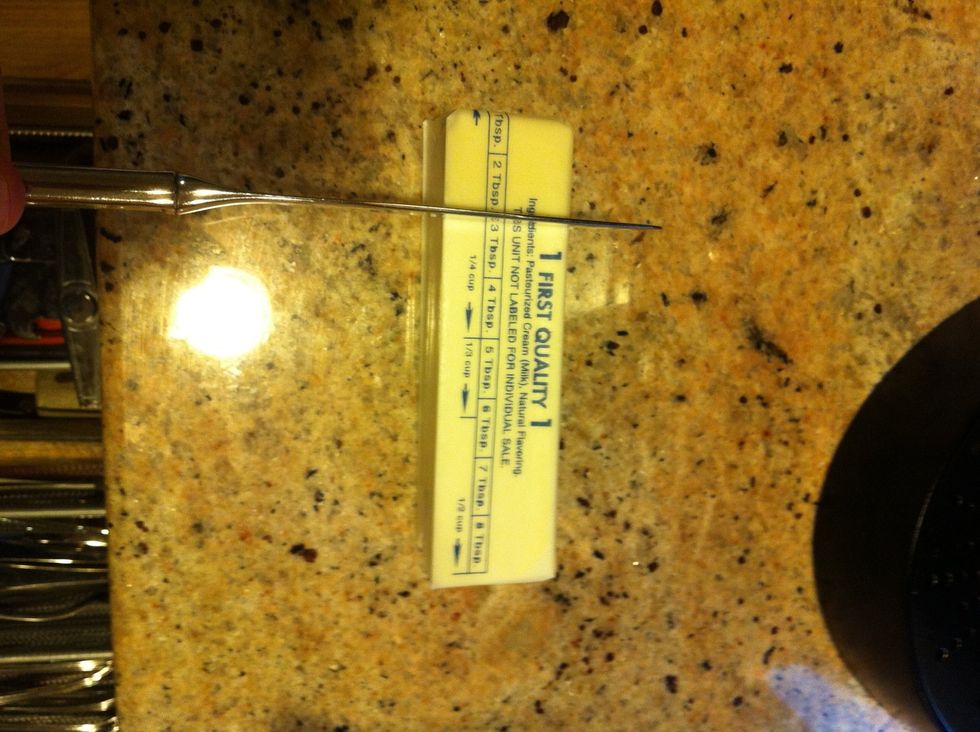 1 FIRST QUALITY 1
Ingredients: Pasteurized Cream (Milk), Natural Flavoring.
THIS UNIT NOT LABELED FOR INDIVIDUAL SALE.
Tbsp. 2 Tbsp. 3 Tbsp. 4 Tbsp. 5 Tbsp. 6 Tbsp. 7 Tbsp. 8 Tbsp.
1/4 cup 1/3 cup 1/2 cup